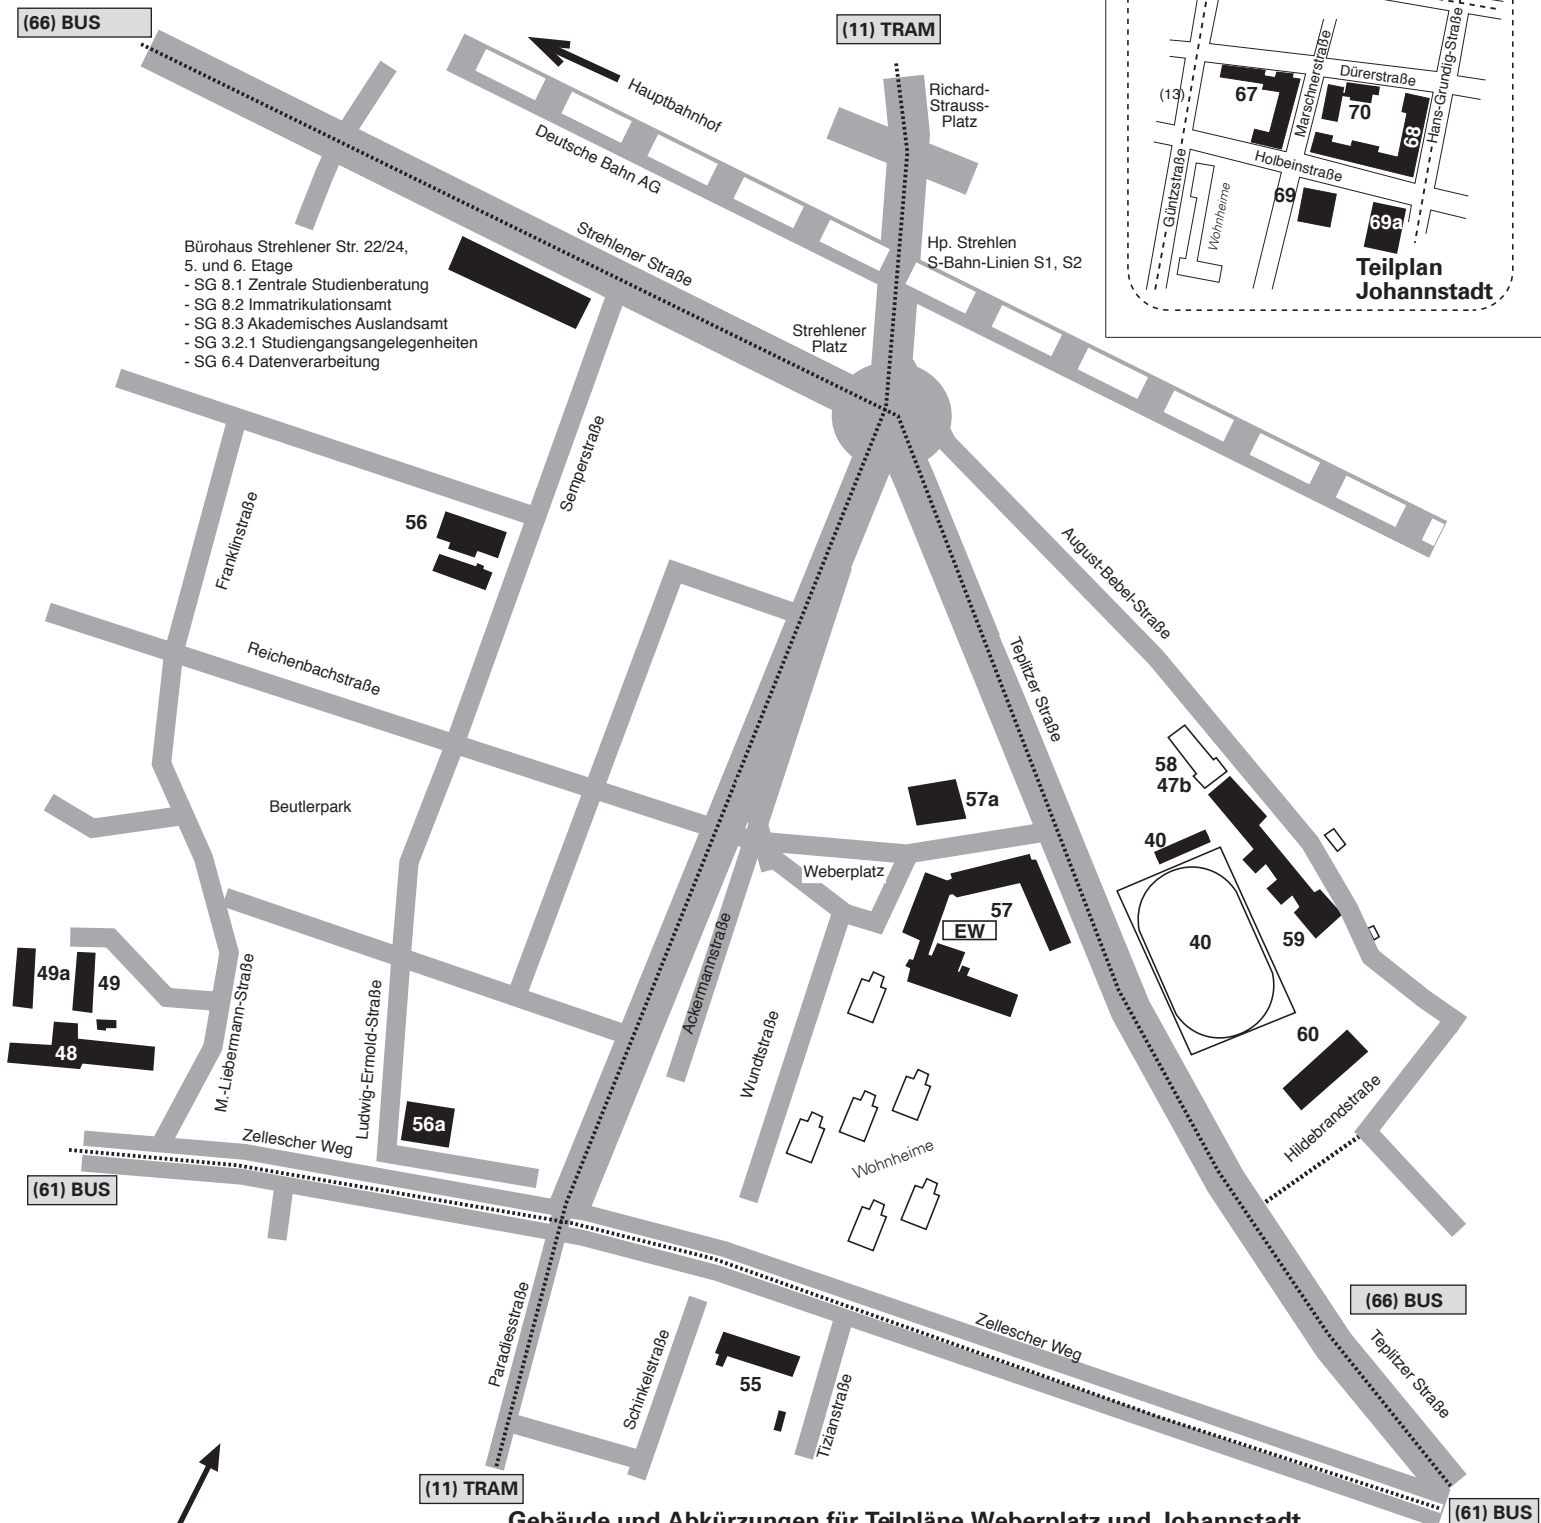 (66) BUS
(11) TRAM
Hauptbahnhof
Deutsche Bahn AG
Richard-
Strauss-
Platz
Hans-Grundig-Straße
Marschnerstraße
Dürerstraße
(13)
67
70
68
Holbeinstraße
Güntzstraße
Wohnheime
69
69a
Teilplan
Johannstadt
Strehlener Straße
Hp. Strehlen
S-Bahn-Linien S1, S2
Bürohaus Strehlener Str. 22/24,
5. und 6. Etage
- SG 8.1 Zentrale Studienberatung
- SG 8.2 Immatrikulationsamt
- SG 8.3 Akademisches Auslandsamt
- SG 3.2.1 Studiengangsangelegenheiten
- SG 6.4 Datenverarbeitung
Strehlener
Platz
Semperstraße
Franklinstraße
56
August-Bebel-Straße
Reichenbachstraße
Teplitzer Straße
58
47b
57a
Beutlerpark
40
Weberplatz
57
EW
40
59
Ackermannstraße
49a
49
48
M.-Liebermann-Straße
Ludwig-Ermold-Straße
Wundtstraße
60
56a
Hildebrandstraße
Zellescher Weg
Wohnheime
(61) BUS
(66) BUS
Paradiesstraße
Schinkelstraße
55
Tizianstraße
Zellescher Weg
Teplitzer Straße
(11) TRAM
(61) BUS
Gebäude und Abkürzungen für Teilpläne Weberplatz und Johannstadt